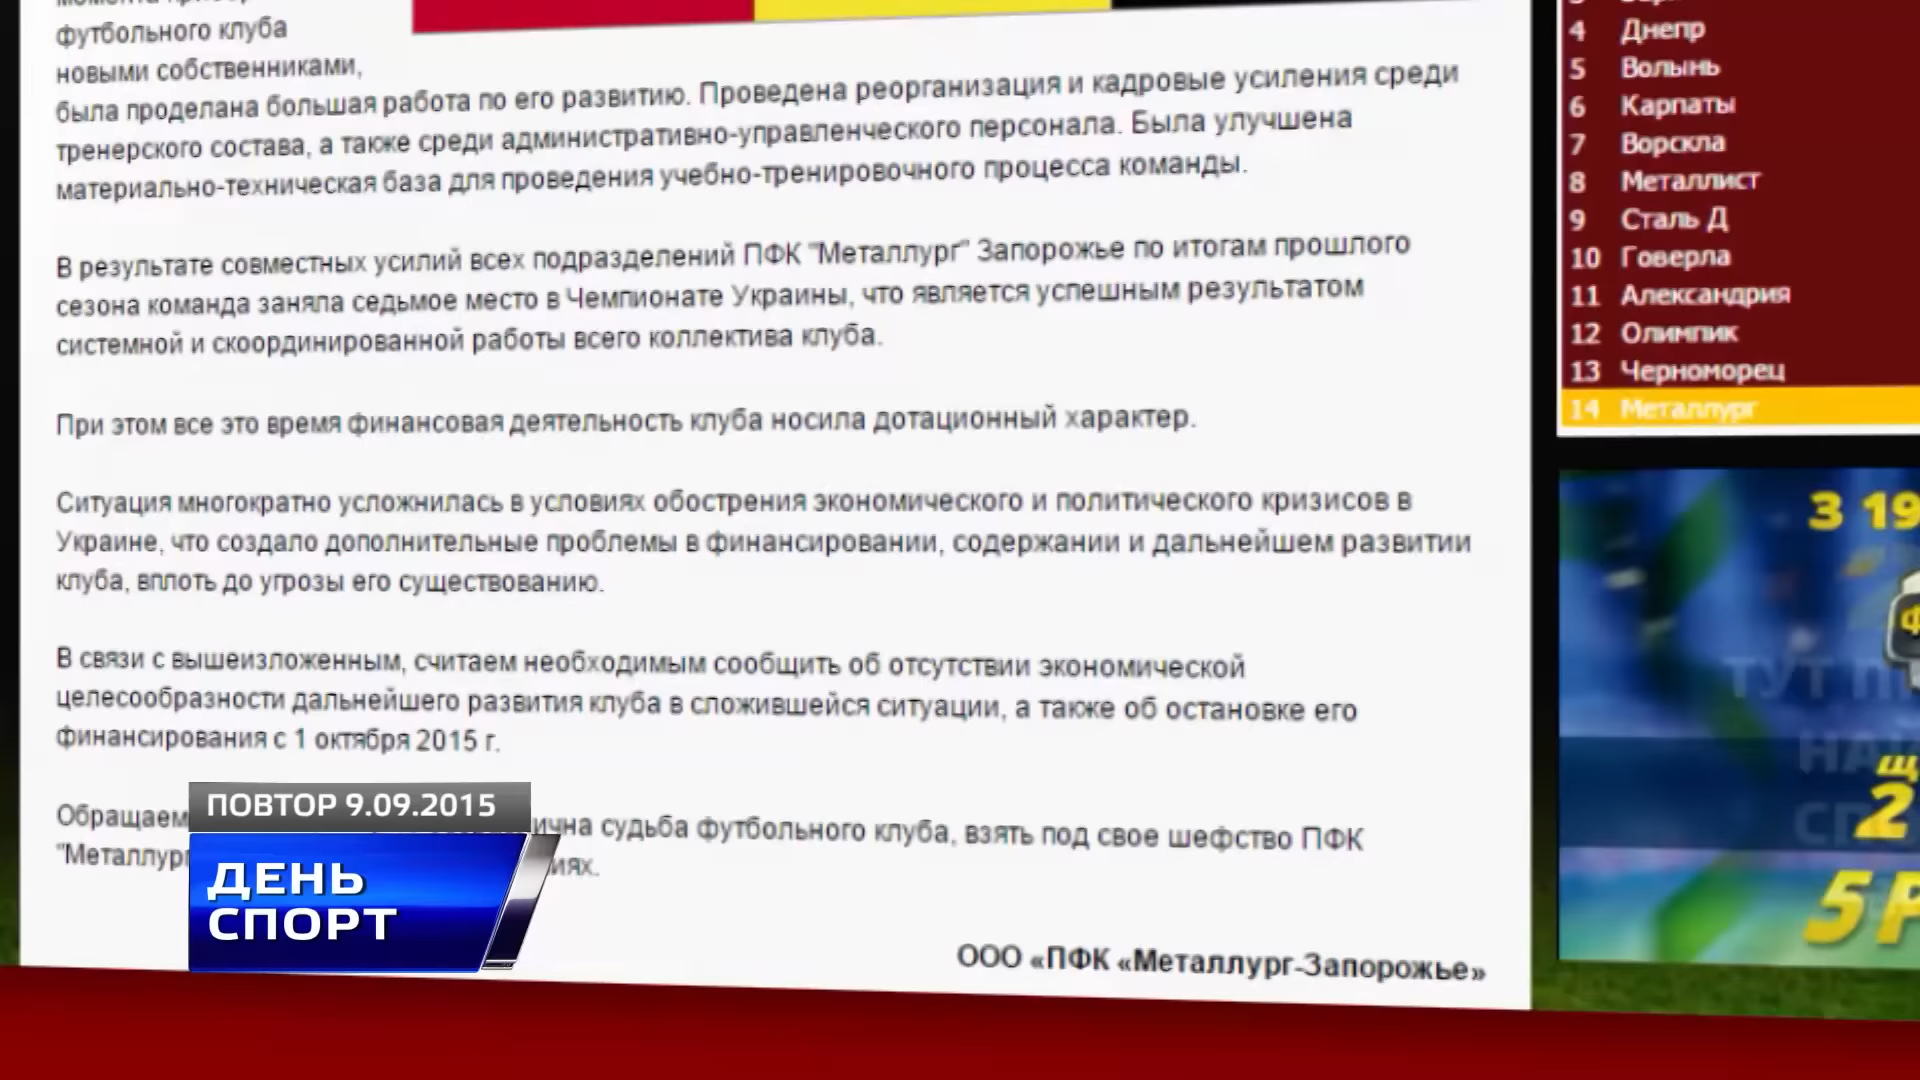 футбольного клуба
новыми собственниками,
была проделана большая работа по его развитию. Проведена реорганизация и кадровые усиления среди
тренерского состава, а также среди административно-управленческого персонала. Была улучшена
материально-техническая база для проведения учебно-тренировочного процесса команды.
В результате совместных усилий всех подразделений ПФК "Металлург" Запорожье по итогам прошлого
сезона команда заняла седьмое место в Чемпионате Украины, что является успешным результатом
системной и скоординированной работы всего коллектива клуба.
При этом все это время финансовая деятельность клуба носила дотационный характер.
Ситуация многократно усложнилась в условиях обострения экономического и политического кризисов в
Украине, что создало дополнительные проблемы в финансировании, содержании и дальнейшем развитии
клуба, вплоть до угрозы его существованию.
В связи с вышеизложенным, считаем необходимым сообщить об отсутствии экономической
целесообразности дальнейшего развития клуба в сложившейся ситуации, а также об остановке его
финансирования с 1 октября 2015 г.
судьба футбольного клуба, взять под свое шефство ПФК
"Металлург
ООО «ПФК «Металлург-Запорожье»
ПОВТОР 9.09.2015
ДЕНЬ
СПОРТ
4 Днепр
5 Волынь
6 Карпаты
7 Ворскла
8 Металлист
9 Сталь Д
10 Говерла
11 Александрия
12 Олимпик
13 Черноморец
14 Металлург
З 19
ТУТ
2
5